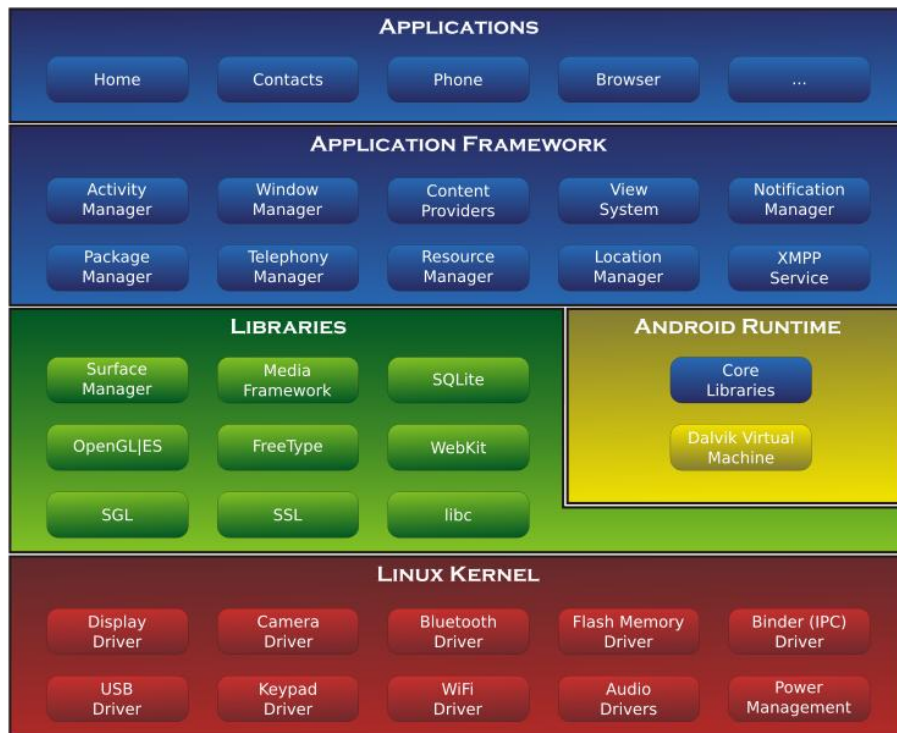 APPLICATIONS
Home Contacts Phone Browser ...
APPLICATION FRAMEWORK
Activity Manager Window Manager Content Providers View System Notification Manager
Package Manager Telephony Manager Resource Manager Location Manager XMPP Service
LIBRARIES
Surface Manager Media Framework SQLite
OpenGL|ES FreeType WebKit
SGL SSL libc
ANDROID RUNTIME
Core Libraries
Dalvik Virtual Machine
LINUX KERNEL
Display Driver Camera Driver Bluetooth Driver Flash Memory Driver Binder (IPC) Driver
USB Driver Keypad Driver WiFi Driver Audio Drivers Power Management